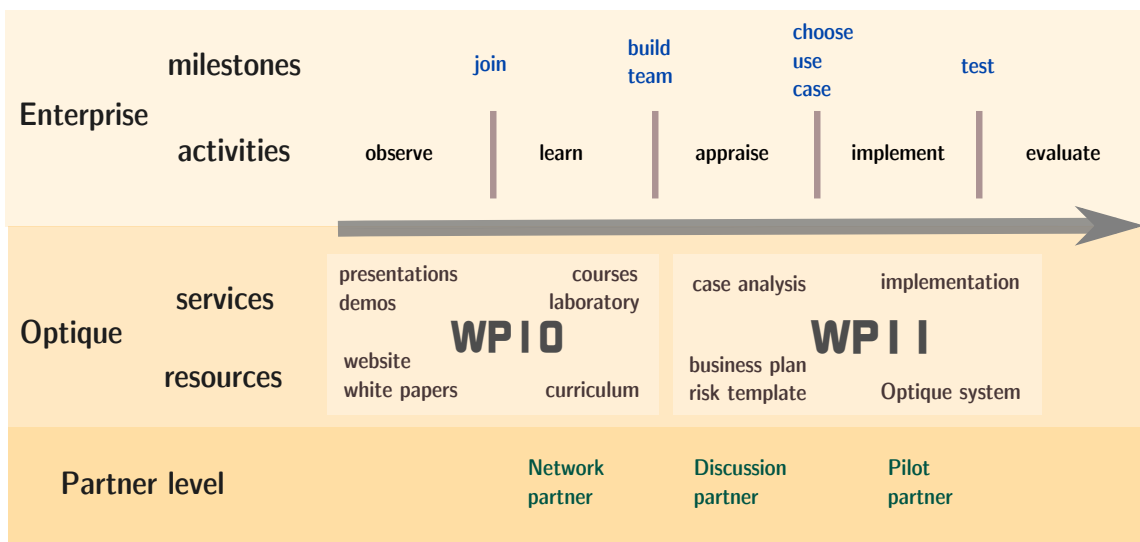 milestones
join
build
team
choose
use
case
test
Enterprise
activities
observe
learn
appraise
implement
evaluate
Optique
services
presentations
demos
courses
laboratory
WP10
website
white papers
curriculum
case analysis
implementation
WP11
business plan
risk template
Optique system
resources
Partner level
Network
partner
Discussion
partner
Pilot
partner